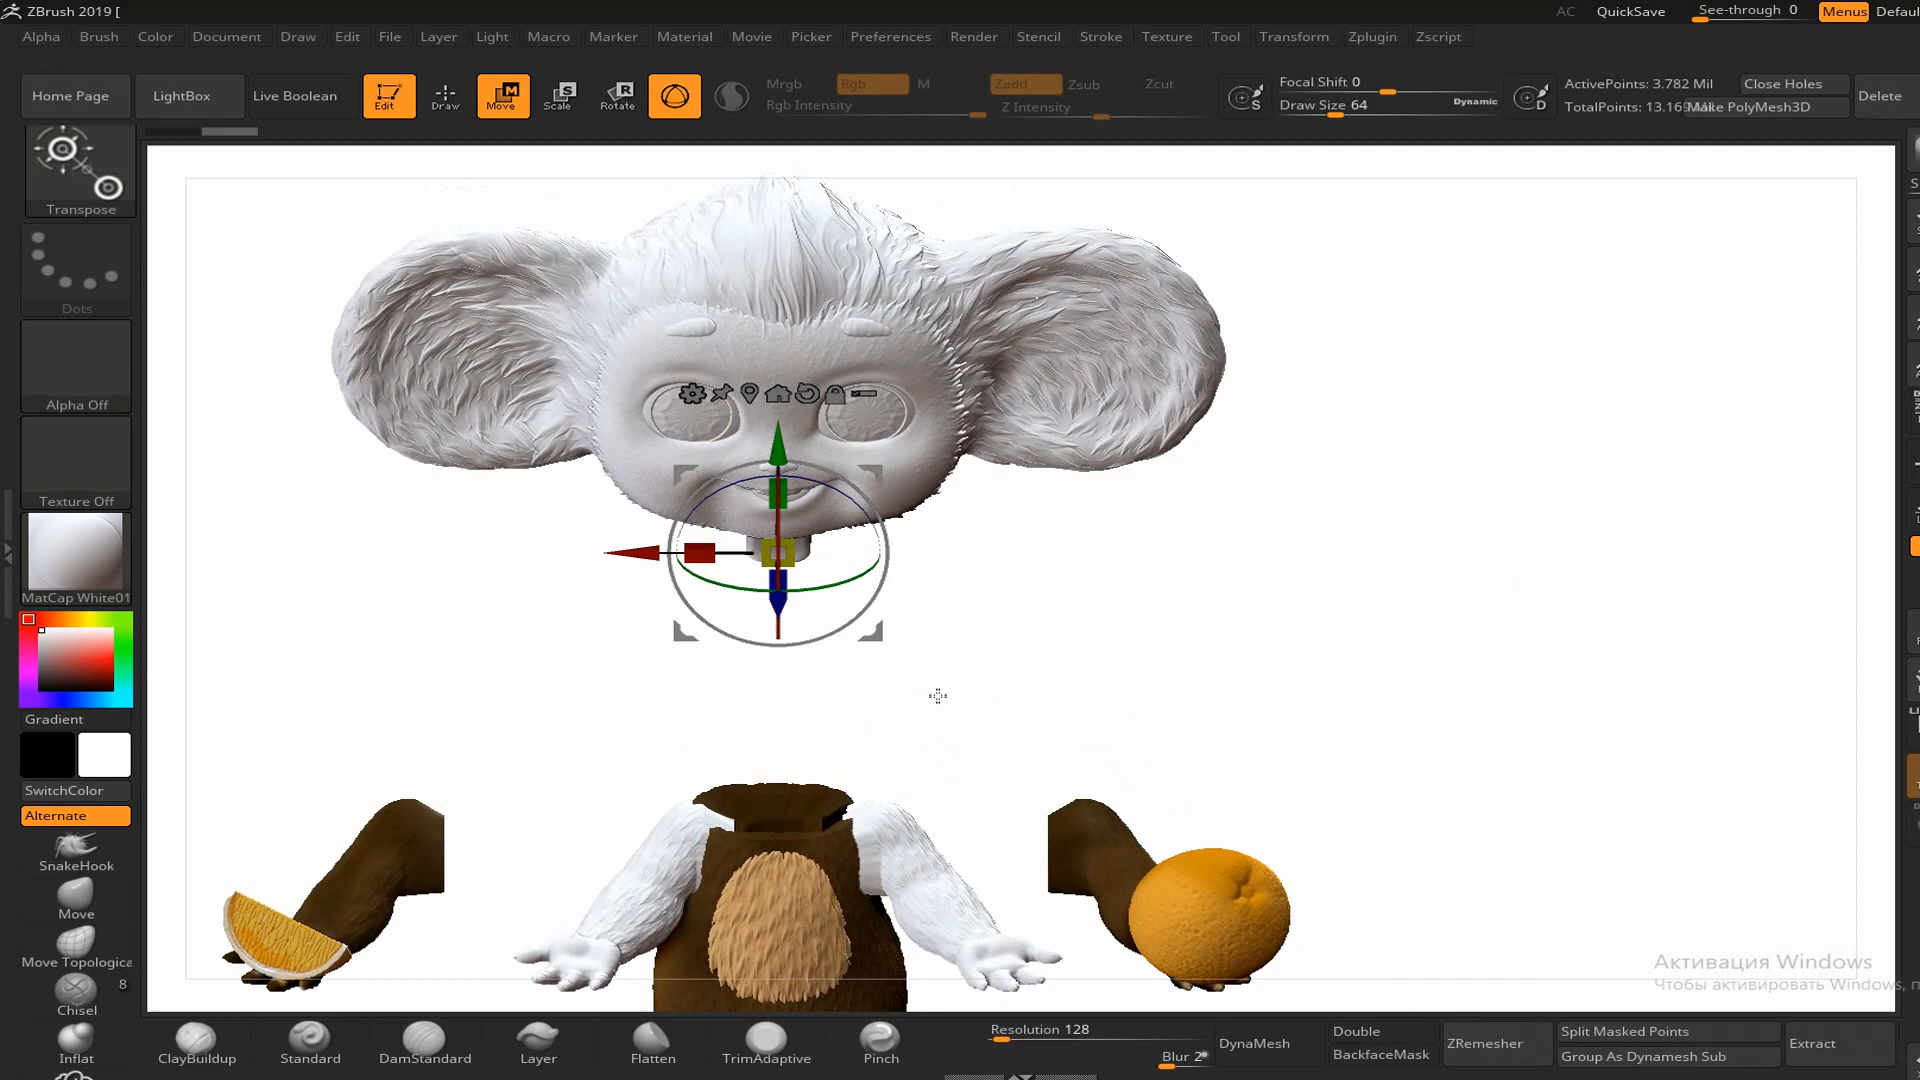 ZBrush 2019 [
AC QuickSave See-through 0 Menus Defaul
Alpha Brush Color Document Draw Edit File Layer Light Macro Marker Material Movie Picker Preferences Render Stencil Stroke Texture Tool Transform Zplugin Zscript
Home Page LightBox Live Boolean Edit Draw Move Scale Rotate
Mrgb Rgb M
Rgb Intensity
Zadd Zsub Zcut
Z Intensity
Focal Shift 0
Draw Size 64 Dynamic
ActivePoints: 3.782 Mil
TotalPoints: 13.169
Close Holes
Make PolyMesh3D
Delete
Transpose
Dots
Alpha Off
Texture Off
MatCap White01
Gradient
SwitchColor
Alternate
SnakeHook
Move
Move Topologica
8
Chisel
Inflat
ClayBuildup Standard DamStandard Layer Flatten TrimAdaptive Pinch
Resolution 128
Blur 2
DynaMesh
Double
BackfaceMask
ZRemesher
Split Masked Points
Group As Dynamesh Sub
Extract
Активация Windows
Чтобы активировать Windows, п